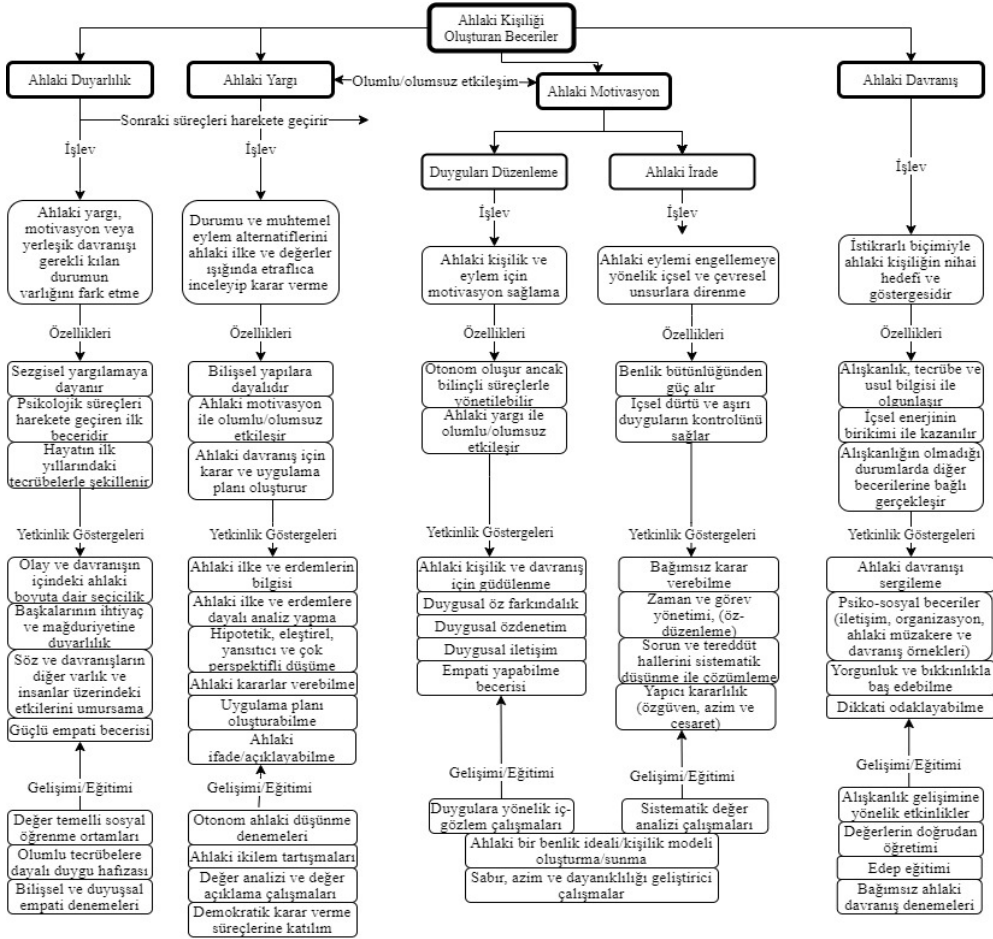 Ahlaki Kişiliği
Oluşturan Beceriler
Ahlaki Duyarlılık
Ahlaki Yargı
Olumlu/olumsuz etkileşim
Ahlaki Motivasyon
Ahlaki Davranış
Sonraki süreçleri harekete geçirir
Duyguları Düzenleme
Ahlaki İrade
İşlev
Ahlaki yargı,
motivasyon veya
yerleşik davranışı
gerekli kılan
durumun
varlığını fark etme
Özellikleri
Sezgisel yargılamaya
dayanır
Psikolojik süreçleri
harekete geçiren ilk
beceridir
Hayatın ilk
yıllarındaki
tecrübelerle şekillenir
Yetkinlik Göstergeleri
Olay ve davranışın
içindeki ahlaki
boyuta dair seçicilik
Başkalarının ihtiyaç
ve mağduriyetine
duyarlılık
Söz ve davranışların
diğer varlık ve
insanlar üzerindeki
etkilerini umursama
Güçlü empati becerisi
Gelişimi/Eğitimi
Değer temelli sosyal
öğrenme ortamları
Olumlu tecrübelere
dayalı duygu hafızası
Bilişsel ve duyuşsal
empati denemeleri
İşlev
Durumu ve muhtemel
eylem alternatiflerini
ahlaki ilke ve değerler
ışığında etraflıca
inceleyip karar verme
Özellikleri
Bilişsel yapılara
dayalıdır
Ahlaki motivasyon
ile olumlu/olumsuz
etkileşir
Ahlaki davranış için
karar ve uygulama
planı oluşturur
Yetkinlik Göstergeleri
Ahlaki ilke ve erdemlerin
bilgisi
Ahlaki ilke ve erdemlere
dayalı analiz yapma
Hipotetik, eleştirel,
yansıtıcı ve çok
perspektifli düşüme
Ahlaki kararlar verebilme
Uygulama planı
oluşturabilme
Ahlaki
ifade/açıklayabilme
Gelişimi/Eğitimi
Otonom ahlaki düşünme
denemeleri
Ahlaki ikilem tartışmaları
Değer analizi ve değer
açıklama çalışmaları
Demokratik karar verme
süreçlerine katılım
İşlev
Ahlaki kişilik ve
eylem için
motivasyon sağlama
Özellikleri
Otonom oluşur ancak
bilinçli süreçlerle
yönetilebilir
Ahlaki yargı ile
olumlu/olumsuz
etkileşir
Yetkinlik Göstergeleri
Ahlaki kişilik ve davranış
için güdülenme
Duygusal öz farkındalık
Duygusal özdenetim
Duygusal iletişim
Empati yapabilme
becerisi
Gelişimi/Eğitimi
Duygulara yönelik iç-
gözlem çalışmaları
İşlev
Ahlaki eylemi engellemeye
yönelik içsel ve çevresel
unsurlara direnme
Özellikleri
Benlik bütünlüğünden
güç alır
İçsel dürtü ve aşırı
duyguların kontrolünü
sağlar
Yetkinlik Göstergeleri
Bağımsız karar
verebilme
Zaman ve görev
yönetimi, (öz-
düzenleme)
Sorun ve tereddüt
hallerini sistematik
düşünme ile çözümleme
Yapıcı kararlılık
(özgüven, azim ve
cesaret)
Gelişimi/Eğitimi
Sistematik değer
analizi çalışmaları
Ahlaki bir benlik ideali/kişilik modeli
oluşturma/sunma
Sabır, azim ve dayanıklılığı geliştirici
çalışmalar
İşlev
İstikrarlı biçimiyle
ahlaki kişiliğin nihai
hedefi ve
göstergesidir
Özellikleri
Alışkanlık, tecrübe ve
usul bilgisi ile
olgunlaşır
İçsel enerjinin
birikimi ile kazanılır
Alışkanlığın olmadığı
durumlarda diğer
becerilerine bağlı
gerçekleşir
Yetkinlik Göstergeleri
Ahlaki davranışı
sergileme
Psiko-sosyal beceriler
(iletişim, organizasyon,
ahlaki müzakere ve
davranış örnekleri)
Yorgunluk ve bıkkınlıkla
baş edebilme
Dikkati odaklayabilme
Gelişimi/Eğitimi
Alışkanlık gelişimine
yönelik etkinlikler
Değerlerin doğrudan
öğretimi
Edep eğitimi
Bağımsız ahlaki
davranış denemeleri